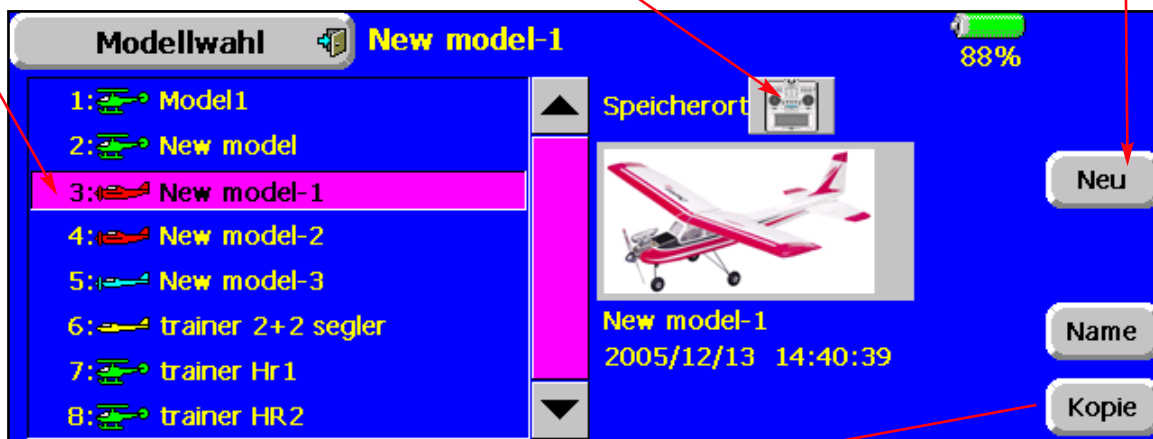 Modellwahl New model-1
88%
1: Model1
2: New model
3: New model-1
4: New model-2
5: New model-3
6: trainer 2+2 segler
7: trainer Hr1
8: trainer HR2
Speicherort
New model-1
2005/12/13 14:40:39
Neu
Name
Kopie